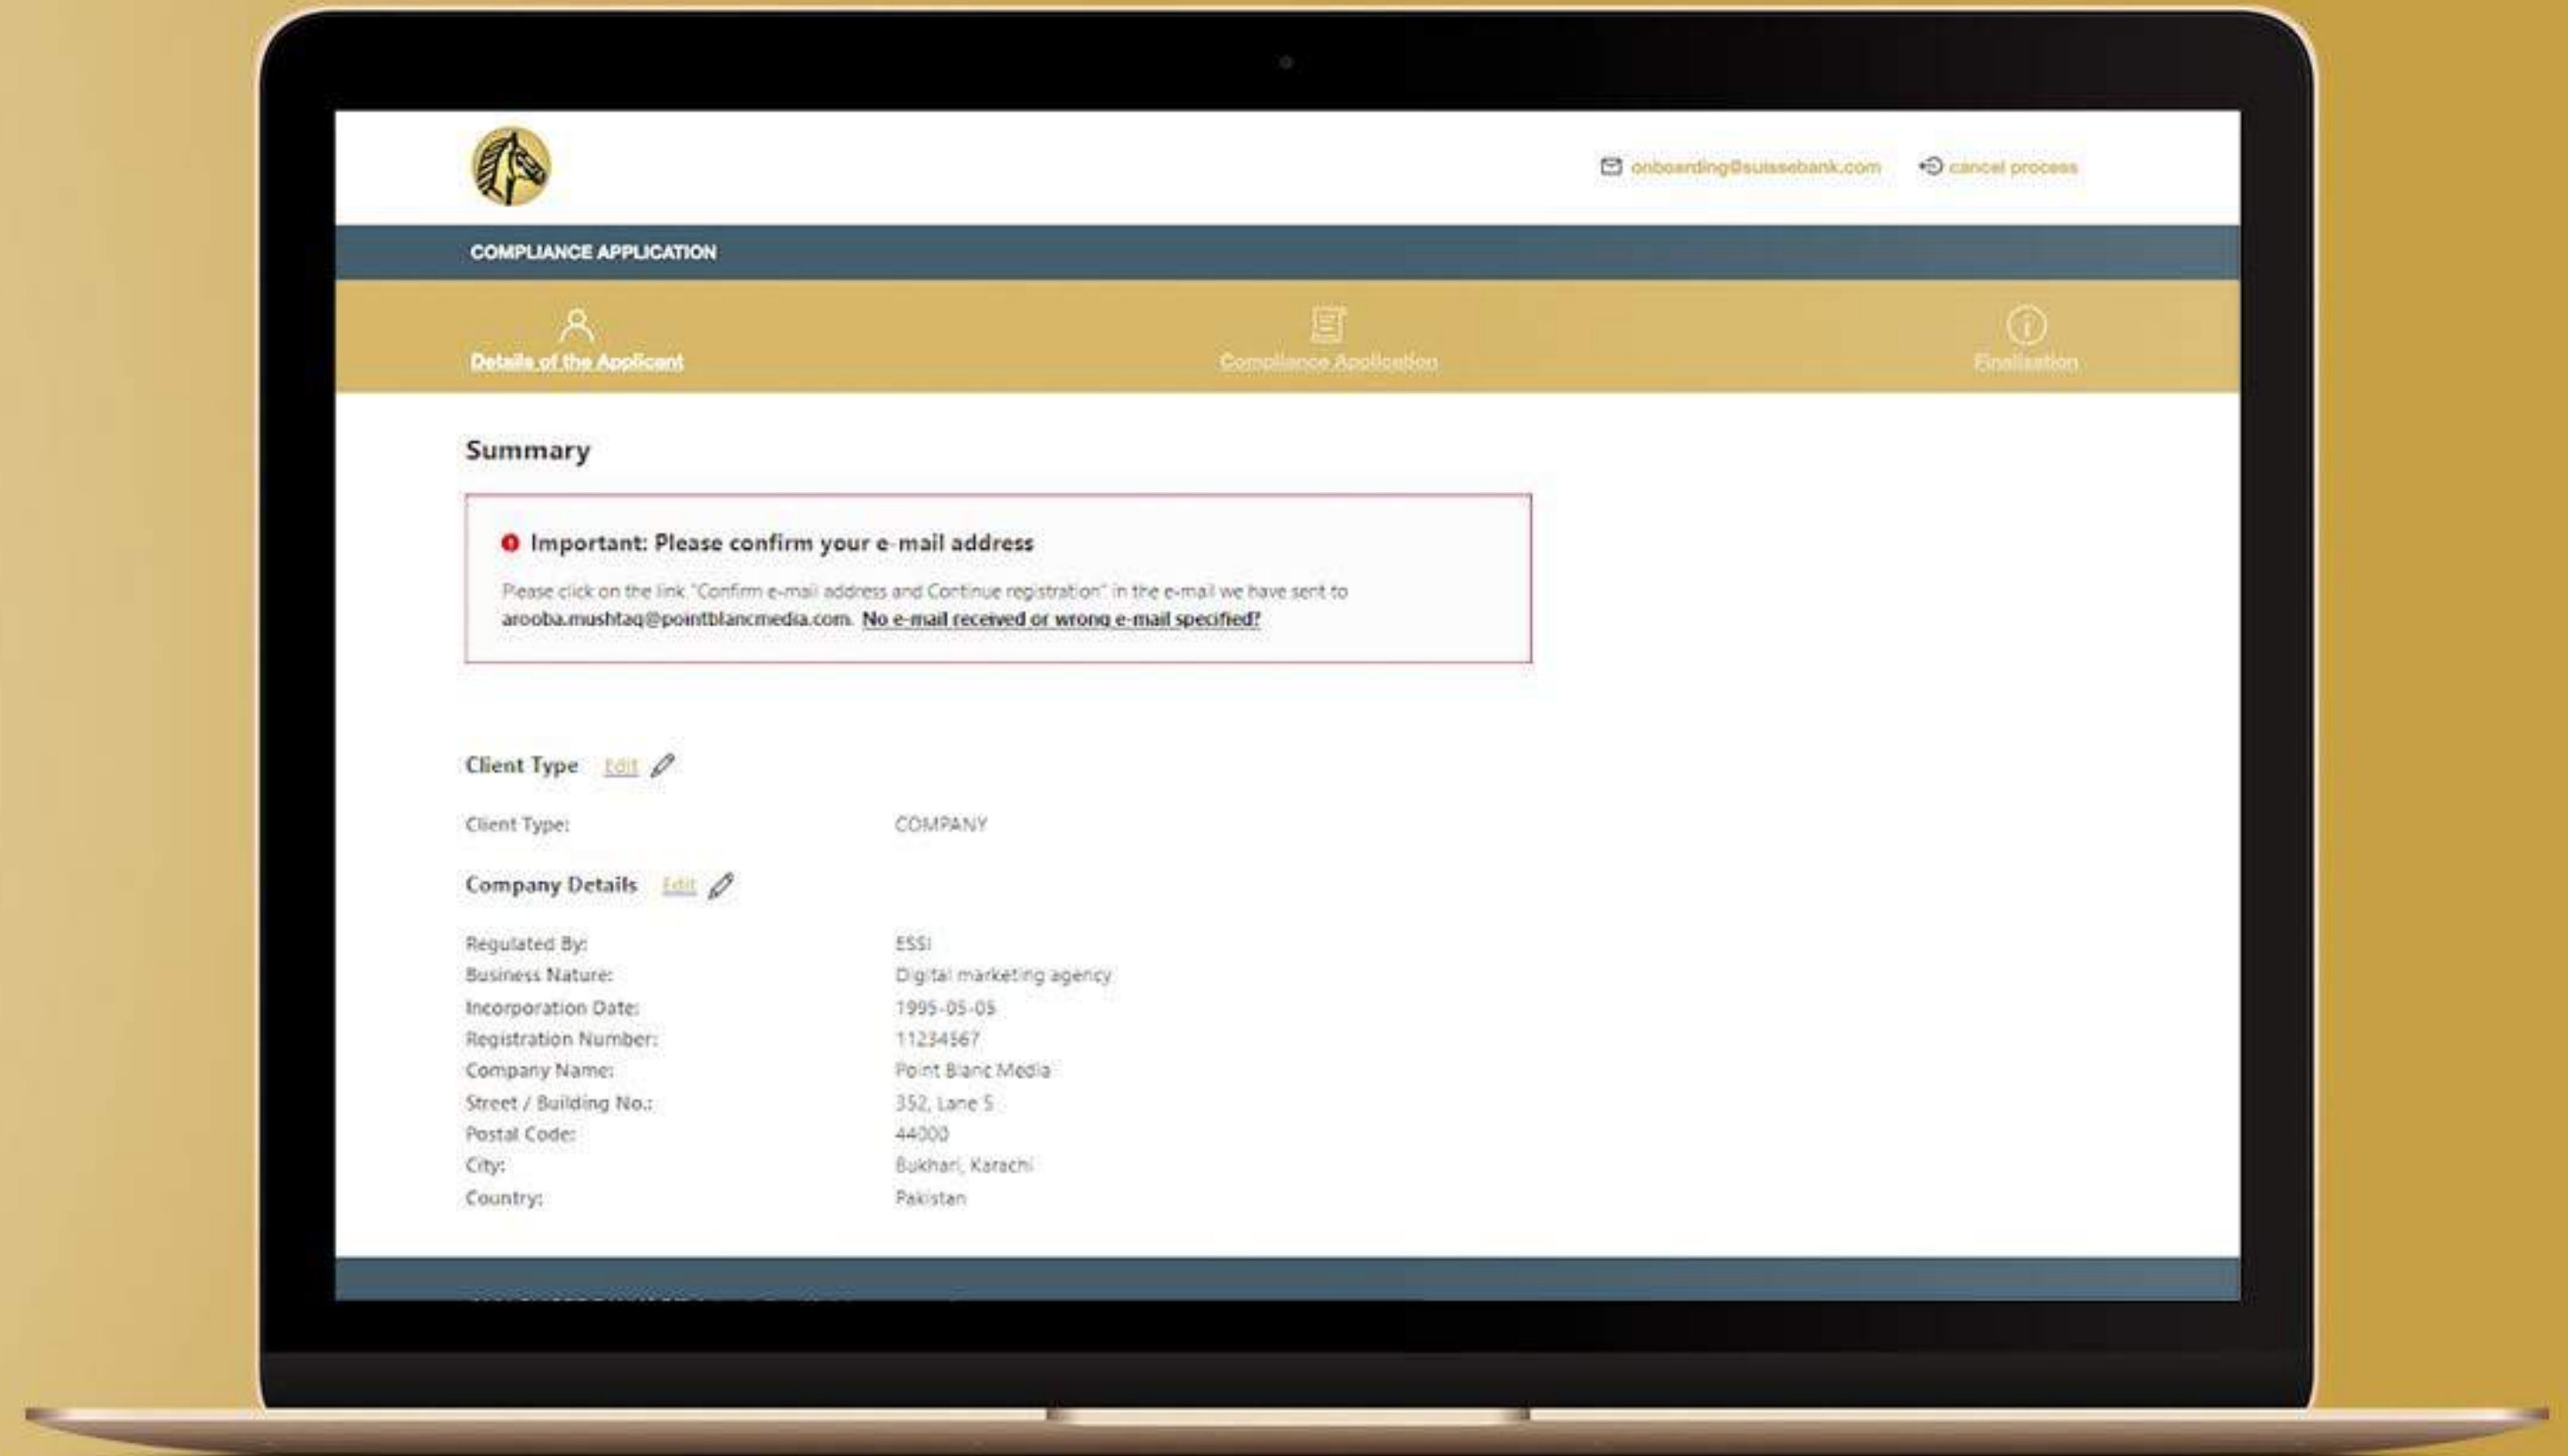 onboarding@suissebank.com cancel process
COMPLIANCE APPLICATION
Details of the Applicant Compliance Application Finalisation
Summary
Important: Please confirm your e-mail address
Please click on the link "Confirm e-mail address and Continue registration" in the e-mail we have sent to
arooba.mushtaq@pointblancmedia.com. No e-mail received or wrong e-mail specified?
Client Type Edit
Client Type: COMPANY
Company Details Edit
Regulated By: ESSI
Business Nature: Digital marketing agency
Incorporation Date: 1995-05-05
Registration Number: 11234567
Company Name: Point Blanc Media
Street / Building No.: 352, Lane 5
Postal Code: 44000
City: Bukhari, Karachi
Country: Pakistan